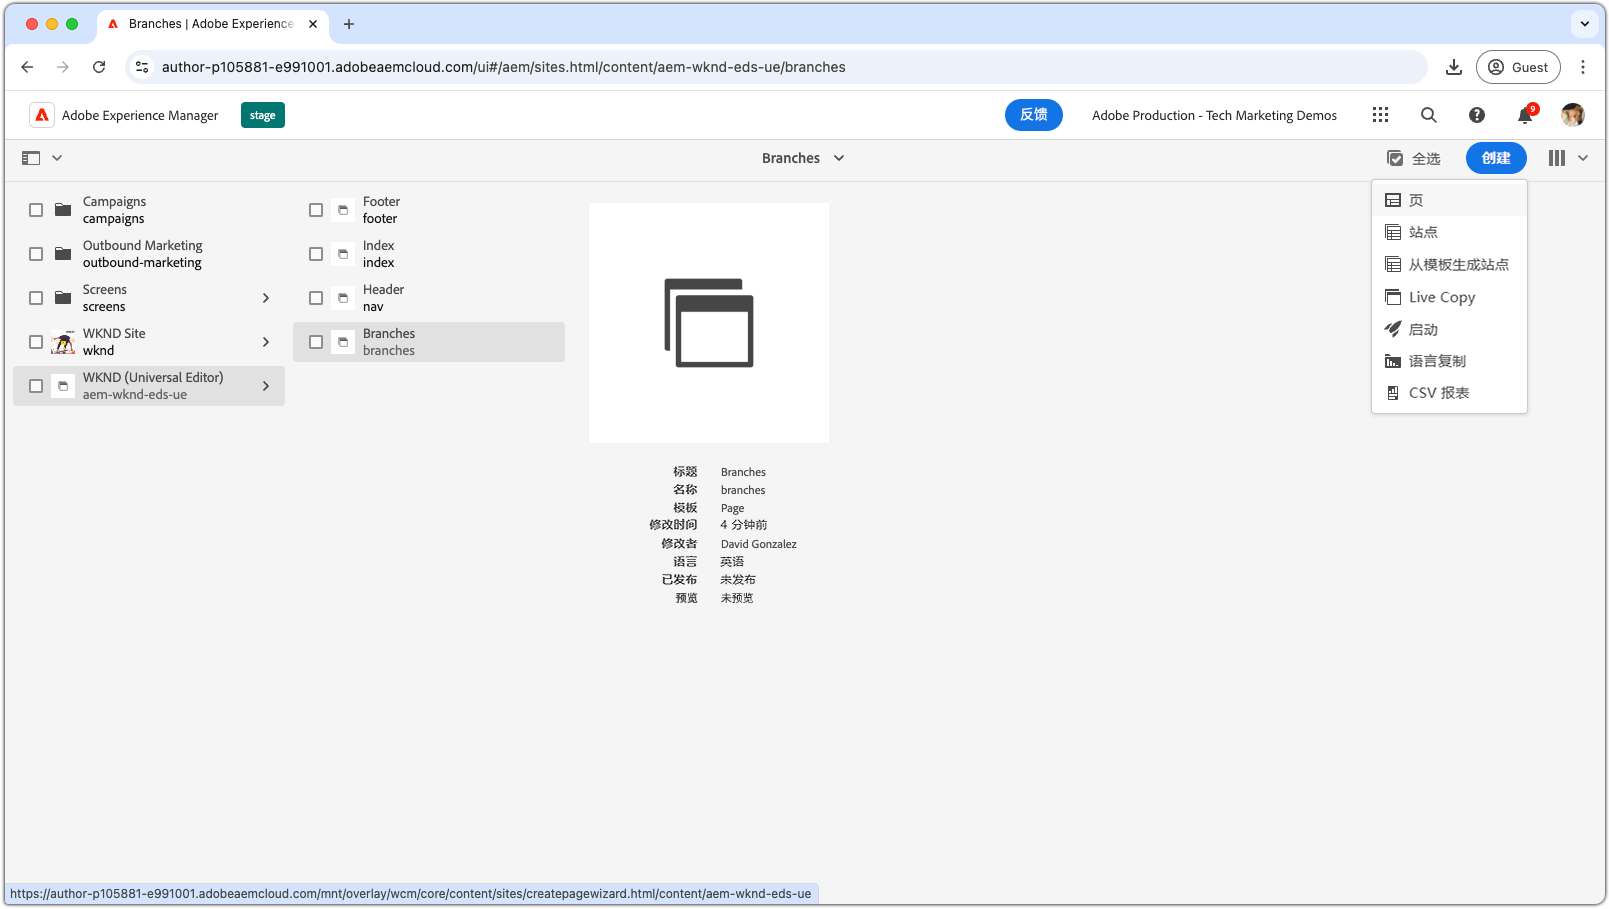 Branches | Adobe Experience
author-p105881-e991001.adobeaemcloud.com/ui#/aem/sites.html/content/aem-wknd-eds-ue/branches
Guest
Adobe Experience Manager
stage
反馈
Adobe Production - Tech Marketing Demos
9
Branches
全选
创建
Campaigns
campaigns
Outbound Marketing
outbound-marketing
Screens
screens
WKND Site
wknd
WKND (Universal Editor)
aem-wknd-eds-ue
Footer
footer
Index
index
Header
nav
Branches
branches
标题 Branches
名称 branches
模板 Page
修改时间 4 分钟前
修改者 David Gonzalez
语言 英语
已发布 未发布
预览 未预览
页
站点
从模板生成站点
Live Copy
启动
语言复制
CSV 报表
https://author-p105881-e991001.adobeaemcloud.com/mnt/overlay/wcm/core/content/sites/createpagewizard.html/content/aem-wknd-eds-ue